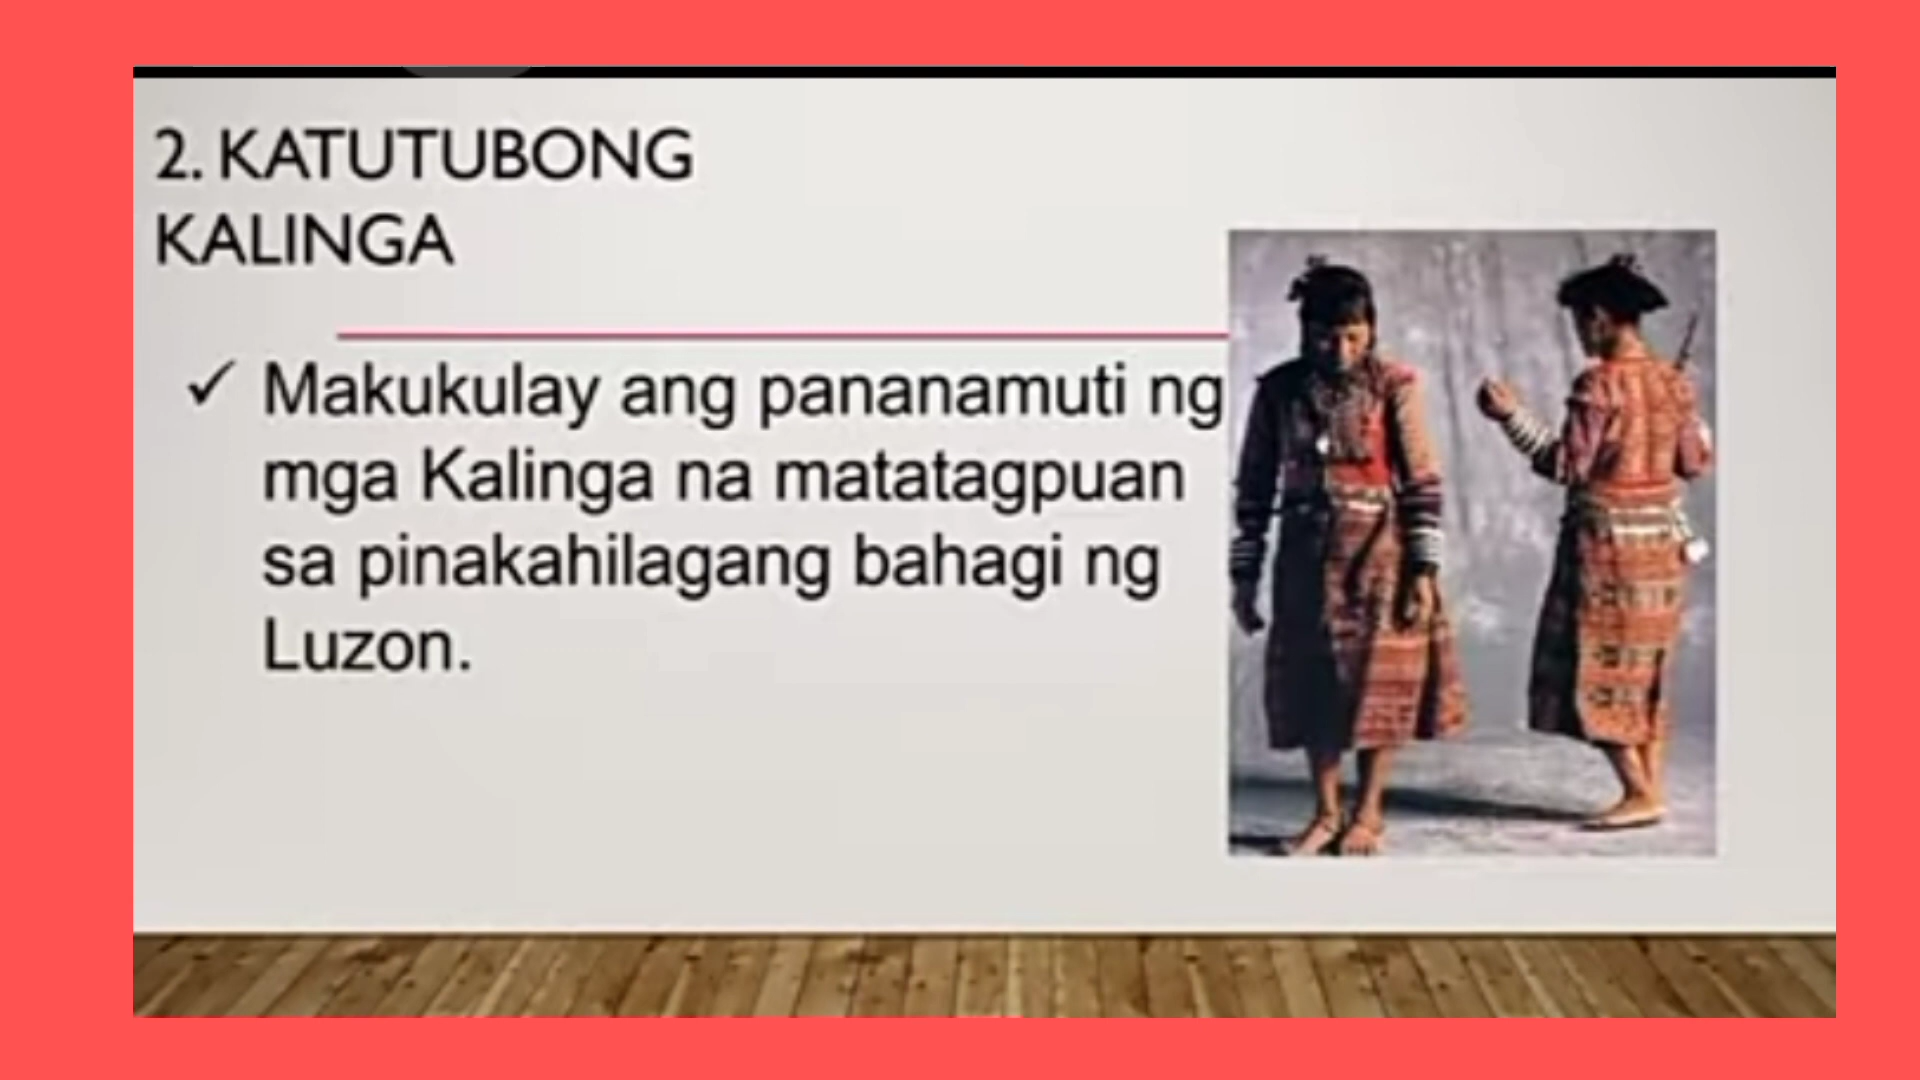 2. KATUTUBONG
KALINGA
✓ Makukulay ang pananamuti ng
mga Kalinga na matatagpuan
sa pinakahilagang bahagi ng
Luzon.